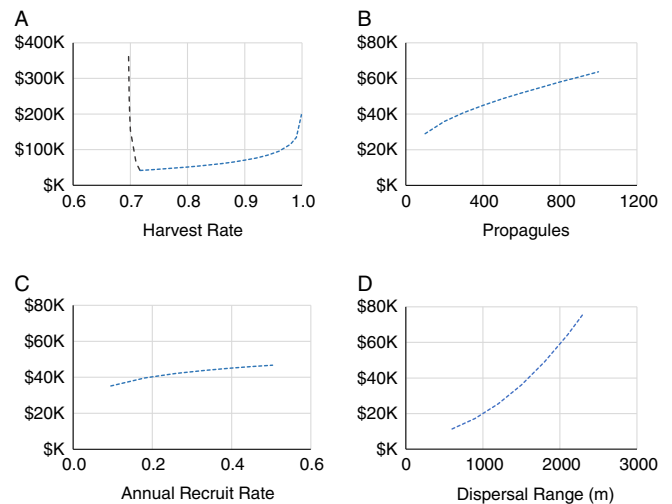 A
$400K
$300K
$200K
$100K
$K
0.6 0.7 0.8 0.9 1.0
Harvest Rate
B
$80K
$60K
$40K
$20K
$K
0 400 800 1200
Propagules
C
$80K
$60K
$40K
$20K
$K
0.0 0.2 0.4 0.6
Annual Recruit Rate
D
$80K
$60K
$40K
$20K
$K
0 1000 2000 3000
Dispersal Range (m)